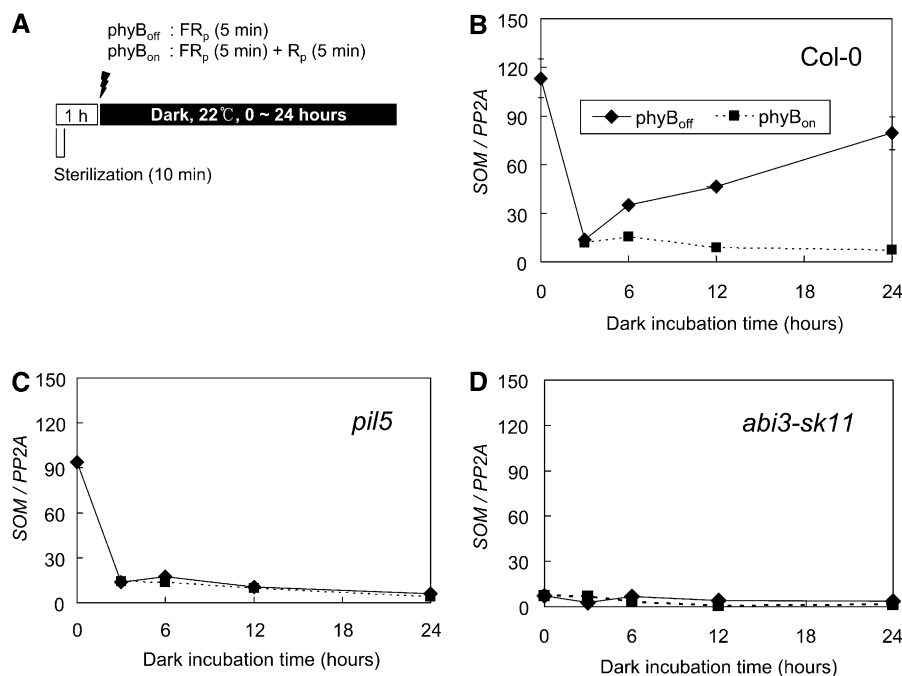 A
phyBoff : FRp (5 min)
phyBon : FRp (5 min) + Rp (5 min)
1 h
Dark, 22℃, 0 ~ 24 hours
Sterilization (10 min)
B
150
120
90
60
30
0
SOM / PP2A
Col-0
phyBoff
phyBon
0
6
12
18
24
Dark incubation time (hours)
C
150
120
90
60
30
0
SOM / PP2A
pil5
0
6
12
18
24
Dark incubation time (hours)
D
150
120
90
60
30
0
SOM / PP2A
abi3-sk11
0
6
12
18
24
Dark incubation time (hours)